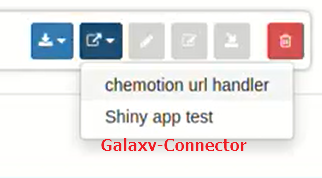 chemotion url handler
Shiny app test
Galaxy-Connector